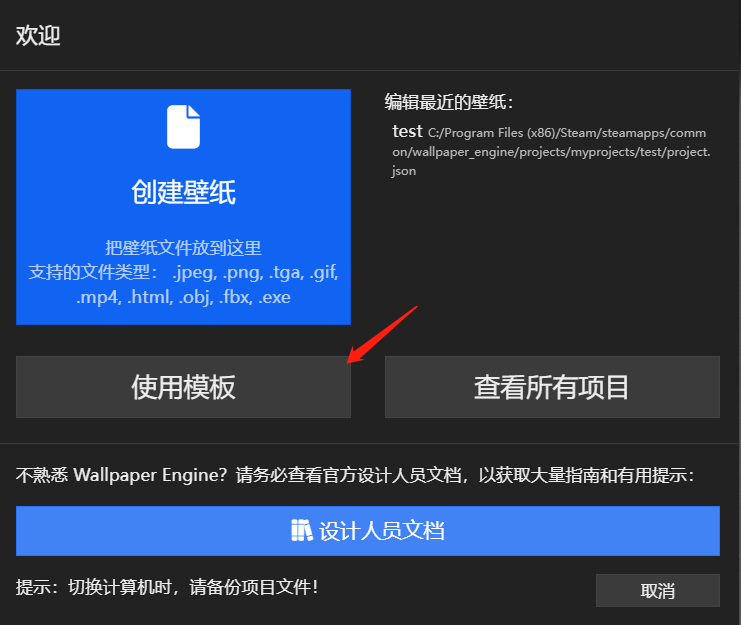 欢迎
创建壁纸
把壁纸文件放到这里
支持的文件类型： .jpeg, .png, .tga, .gif,
.mp4, .html, .obj, .fbx, .exe
编辑最近的壁纸：
test C:/Program Files (x86)/Steam/steamapps/comm
on/wallpaper_engine/projects/myprojects/test/project.
json
使用模板
查看所有项目
不熟悉 Wallpaper Engine？请务必查看官方设计人员文档，以获取大量指南和有用提示：
设计人员文档
提示：切换计算机时，请备份项目文件！
取消